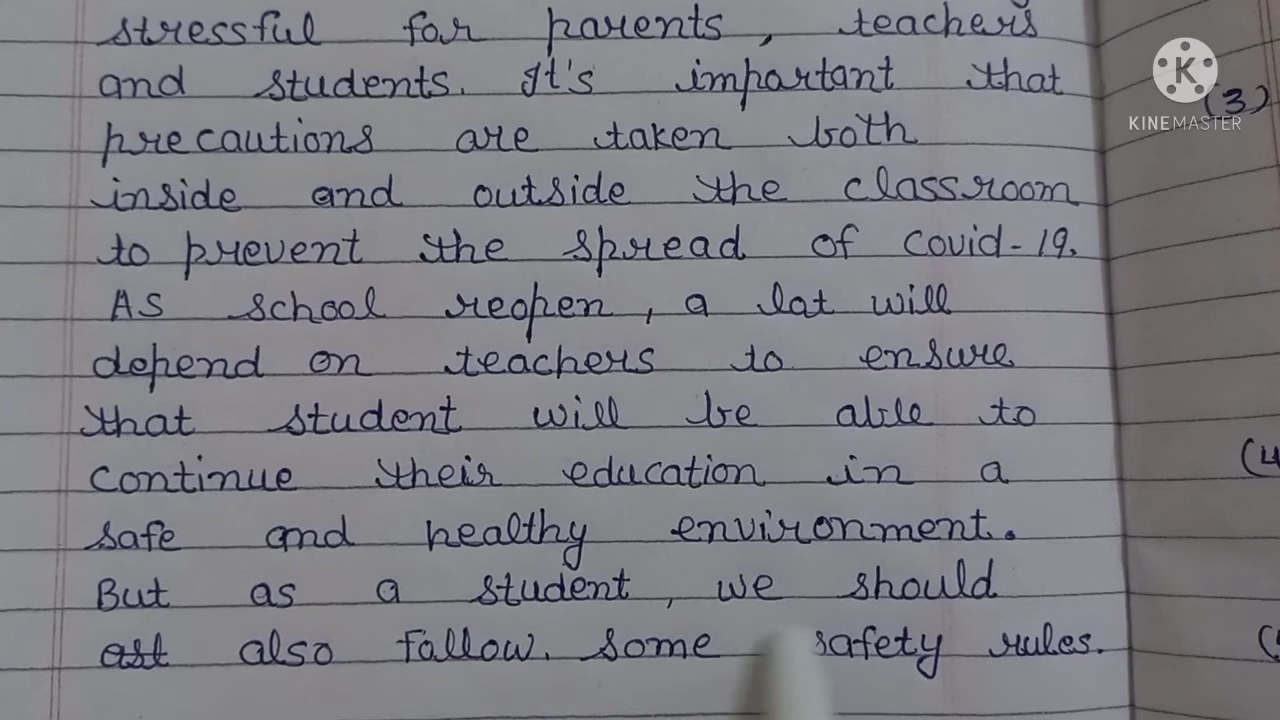 stressful for parents, teachers
and students. It's important that
precautions are taken both
inside and outside the classroom
to prevent the spread of covid-19.
As school reopen, a lot will
depend on teachers to ensure
that student will be able to
continue their education in a
safe and healthy environment.
But as a student, we should
also follow. some safety rules.
(3)
(4
K
KINEMASTER